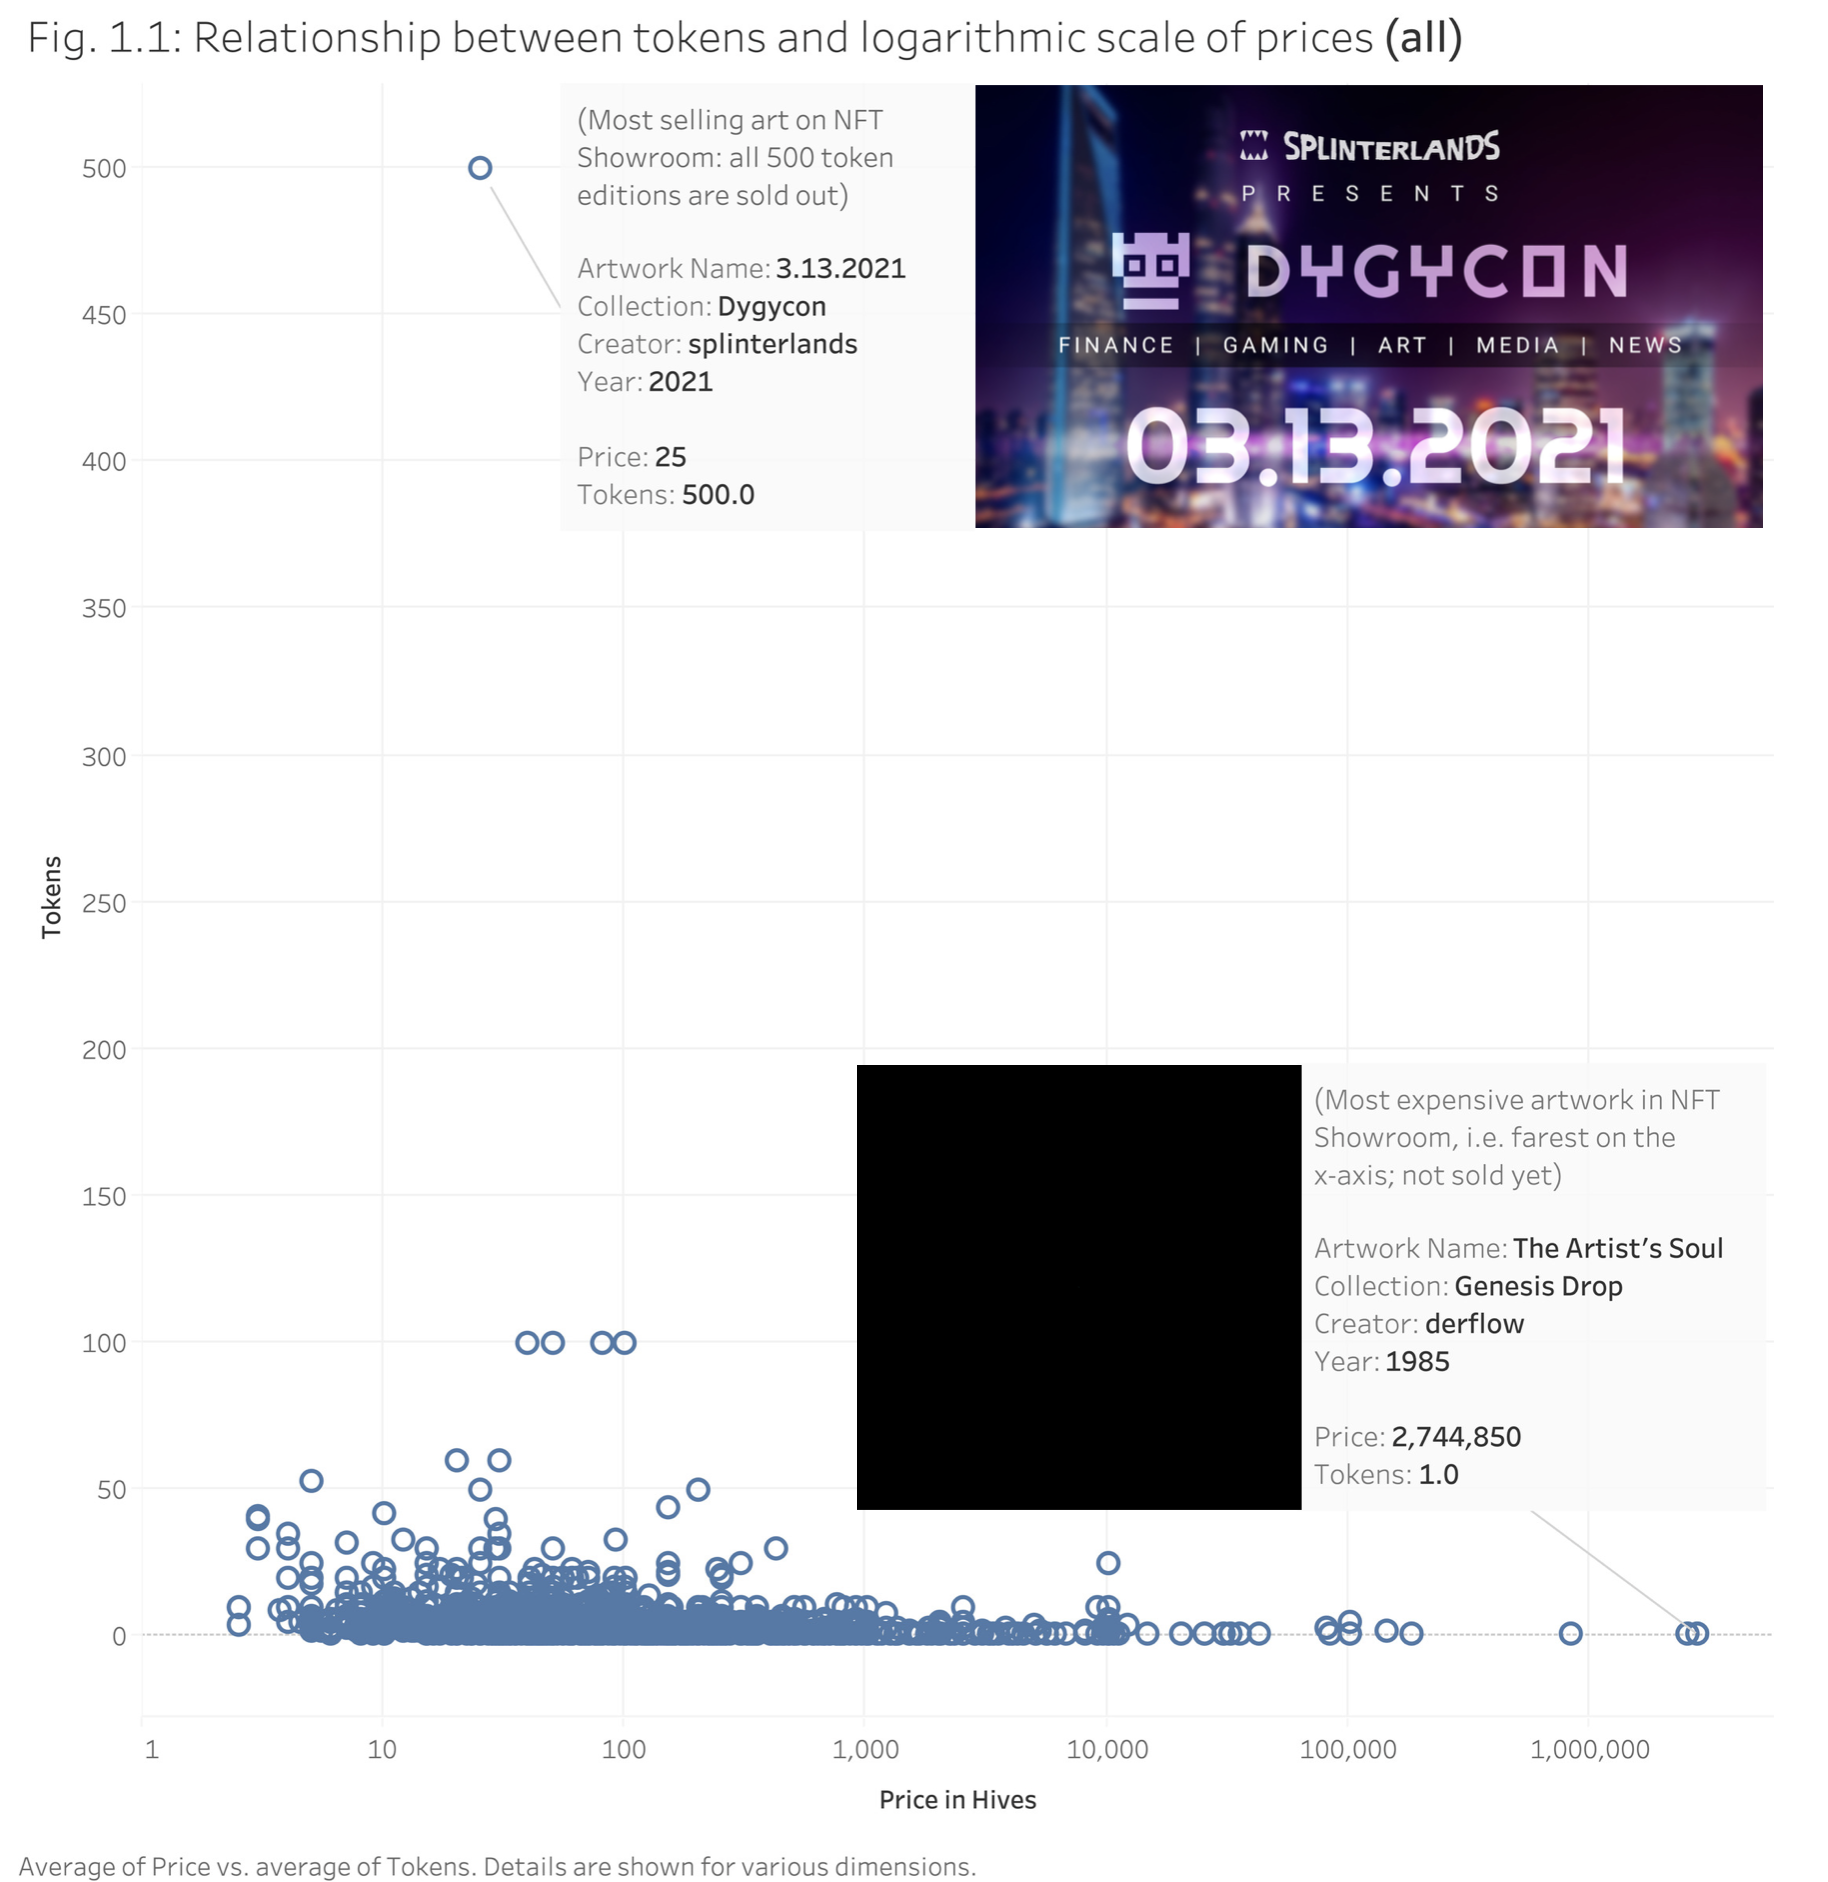 Fig. 1.1: Relationship between tokens and logarithmic scale of prices (all)
(Most selling art on NFT
Showroom: all 500 token
editions are sold out)
Artwork Name: 3.13.2021
Collection: Dygycon
Creator: splinterlands
Year: 2021
Price: 25
Tokens: 500.0
SPLINTERLANDS
PRESENTS
DYGYCON
FINANCE | GAMING | ART | MEDIA | NEWS
03.13.2021
500
450
400
350
300
250
200
150
100
50
0
Tokens
(Most expensive artwork in NFT
Showroom, i.e. farest on the
x-axis; not sold yet)
Artwork Name: The Artist’s Soul
Collection: Genesis Drop
Creator: derflow
Year: 1985
Price: 2,744,850
Tokens: 1.0
1 10 100 1,000 10,000 100,000 1,000,000
Price in Hives
Average of Price vs. average of Tokens. Details are shown for various dimensions.